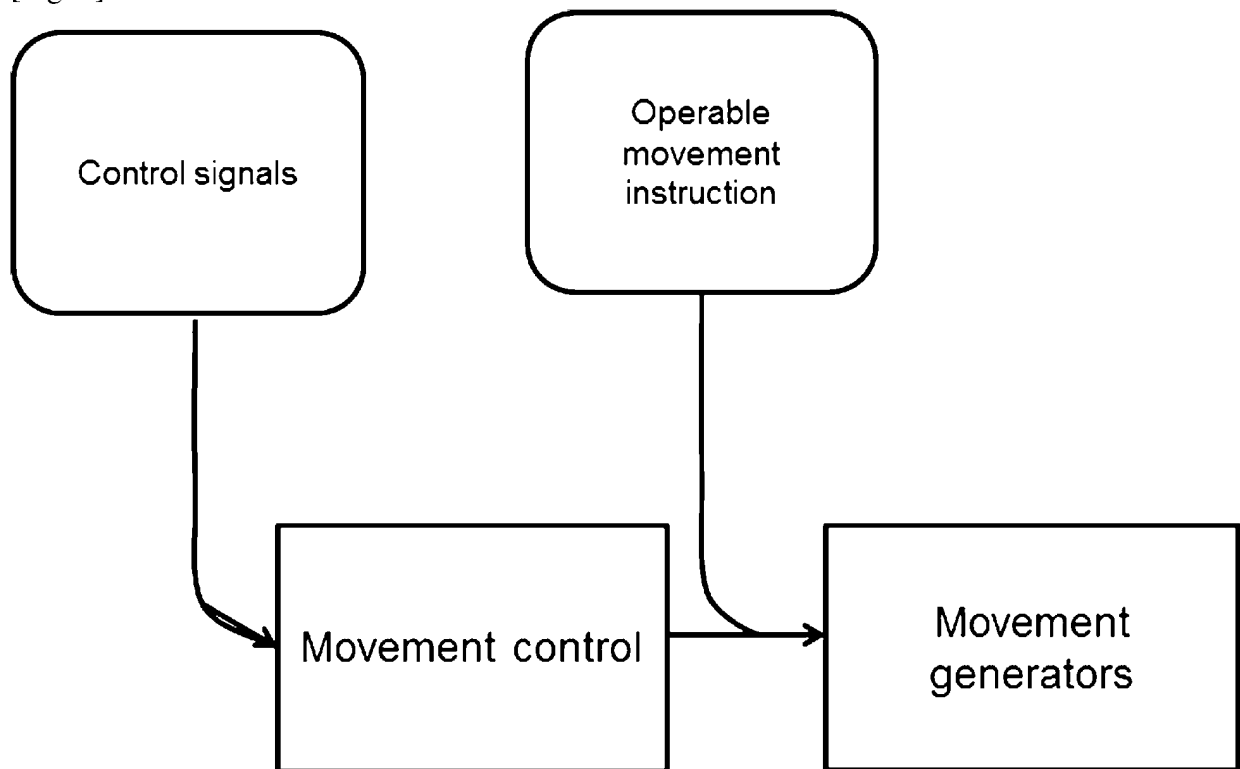 Control signals
Operable
movement
instruction
Movement control
Movement
generators